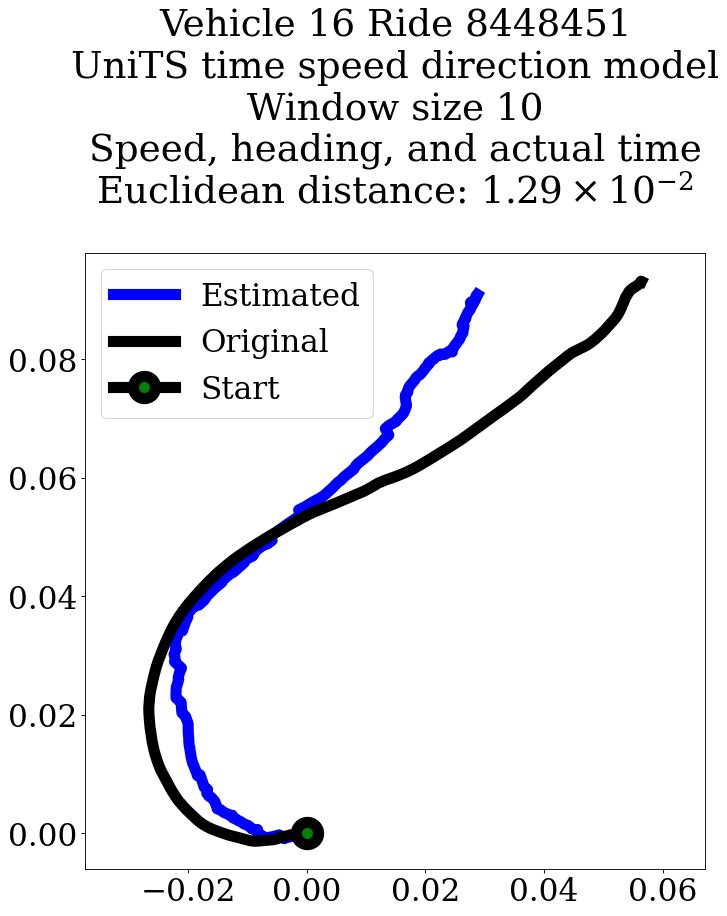 Vehicle 16 Ride 8448451
UniTS time speed direction model
Window size 10
Speed, heading, and actual time
Euclidean distance: 1.29 × 10⁻²
Estimated
Original
Start
0.08
0.06
0.04
0.02
0.00
−0.02 0.00 0.02 0.04 0.06